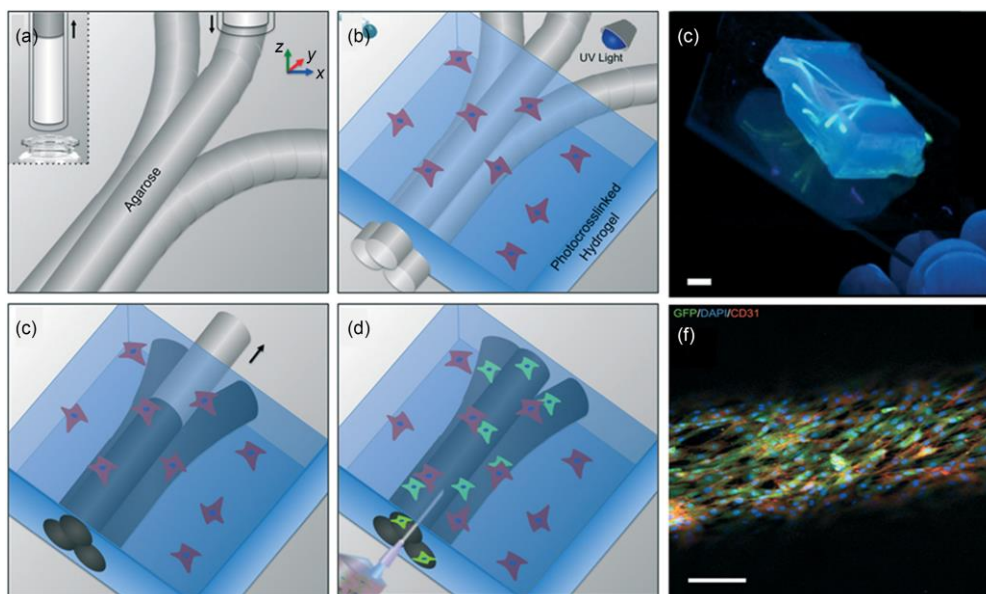 (a)
z
y
x
Agarose
(b)
UV Light
Photocrosslinked
Hydrogel
(c)
(c)
(d)
GFP/DAPI/CD31
(f)